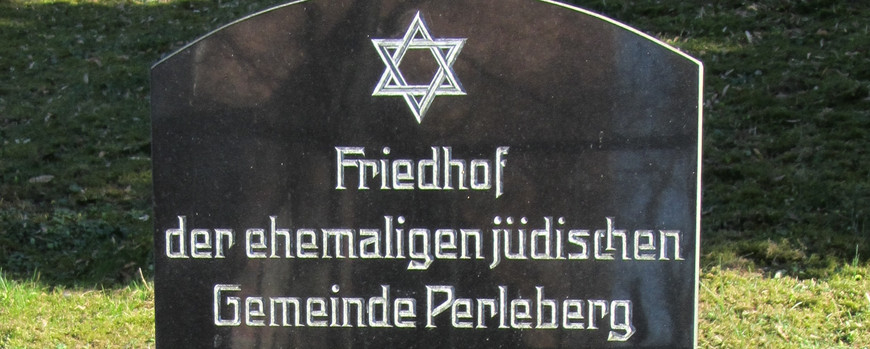 Friedhof
der ehemaligen jüdischen
Gemeinde Perleberg